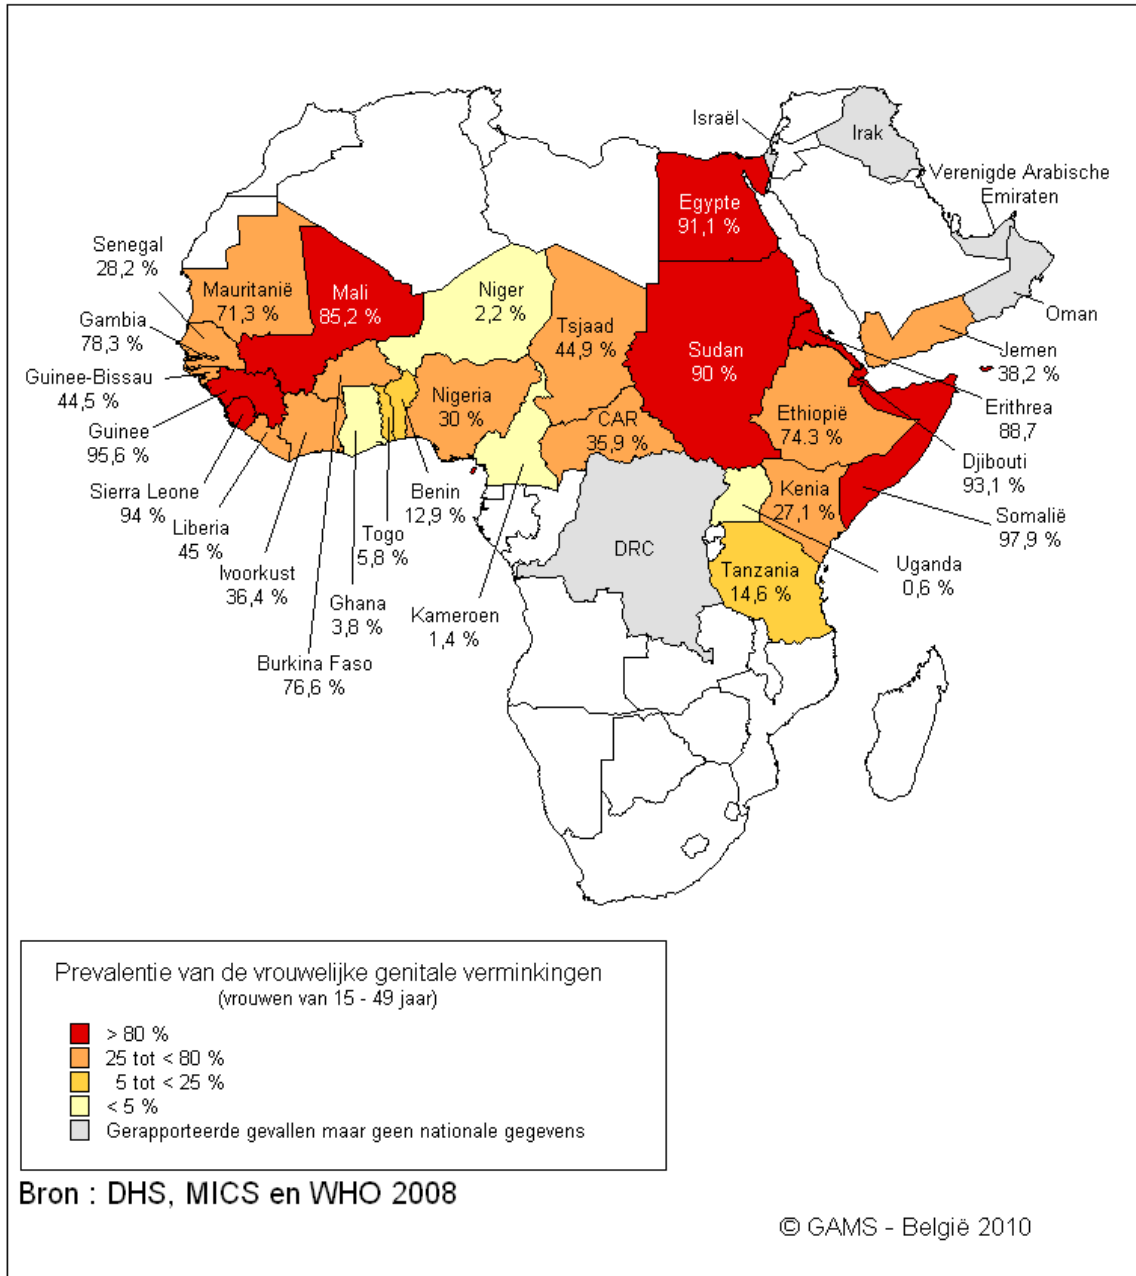 Israël
Irak
Verenigde Arabische
Emiraten
Egypte
91,1 %
Senegal
28,2 %
Mauritanië
71,3 %
Mali
85,2 %
Niger
2,2 %
Tsjaad
44,9 %
Oman
Gambia
78,3 %
Sudan
90 %
Jemen
38,2 %
Guinee-Bissau
44,5 %
Nigeria
30 %
CAR
35,9 %
Ethiopië
74.3 %
Erithrea
88,7
Guinee
95,6 %
Djibouti
93,1 %
Sierra Leone
94 %
Benin
12,9 %
Kenia
27,1 %
Somalië
97,9 %
Liberia
45 %
Togo
5,8 %
DRC
Uganda
0,6 %
Ivoorkust
36,4 %
Tanzania
14,6 %
Ghana
3,8 %
Kameroen
1,4 %
Burkina Faso
76,6 %
Prevalentie van de vrouwelijke genitale verminkingen
(vrouwen van 15 - 49 jaar)
> 80 %
25 tot < 80 %
5 tot < 25 %
< 5 %
Gerapporteerde gevallen maar geen nationale gegevens
Bron : DHS, MICS en WHO 2008
© GAMS - België 2010